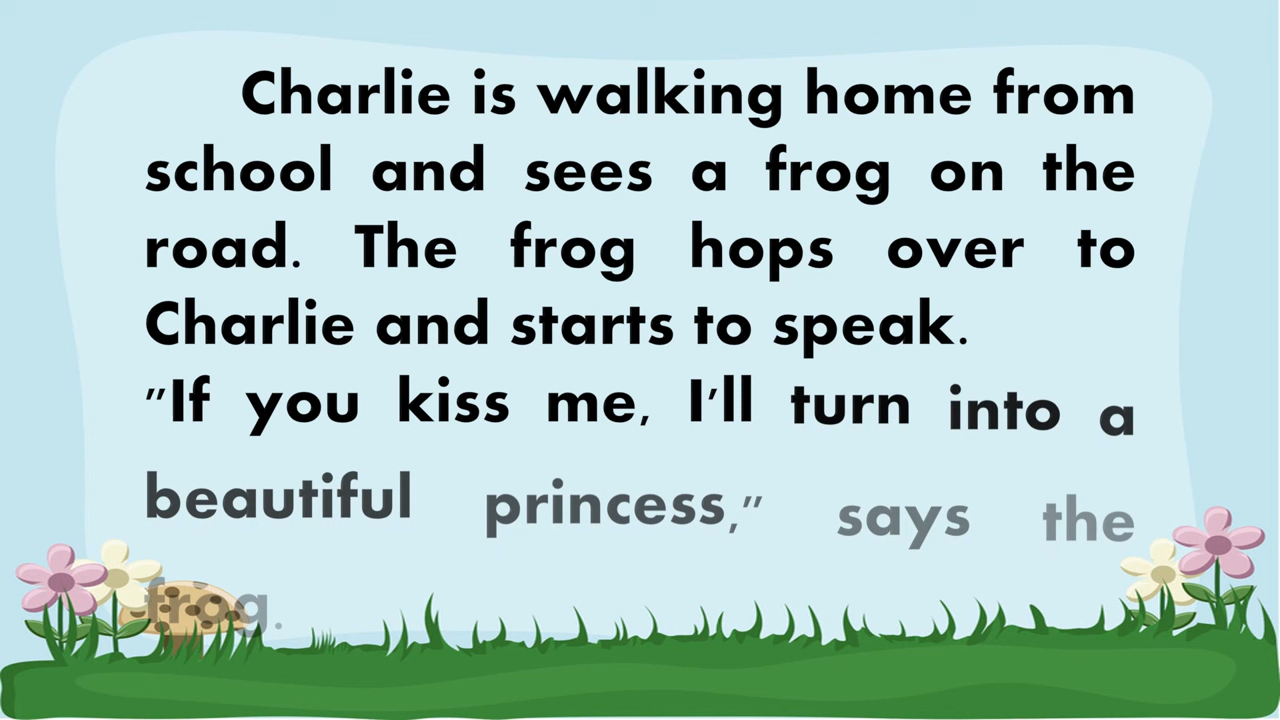 Charlie is walking home from
school and sees a frog on the
road. The frog hops over to
Charlie and starts to speak.
"If you kiss me, I'll turn into a
beautiful princess," says the
frog.